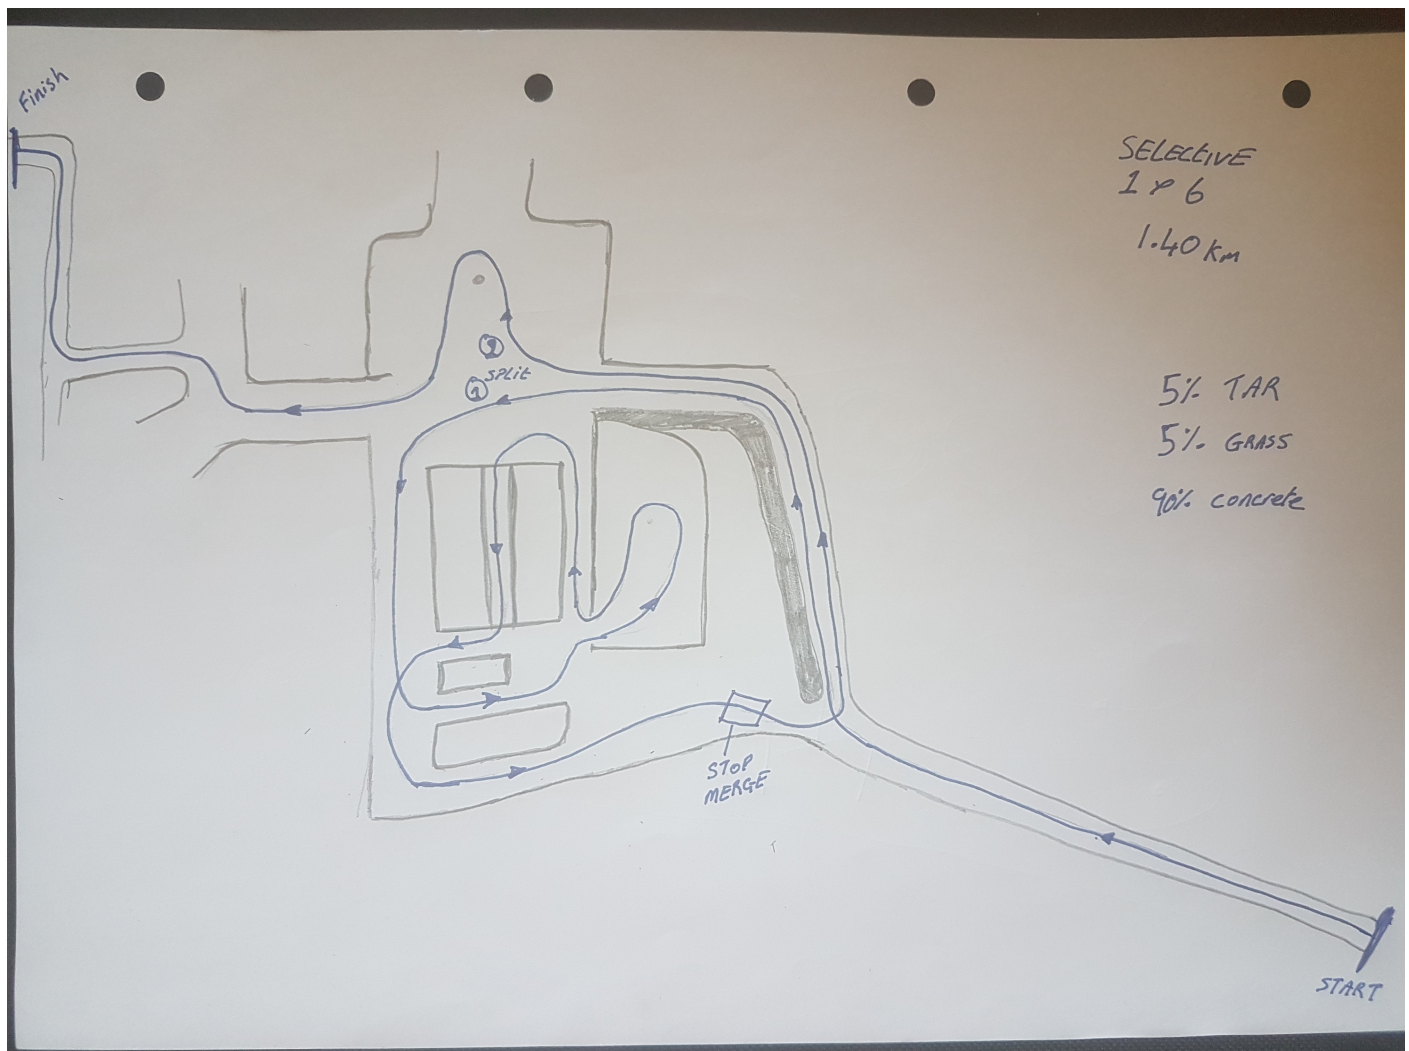 Finish
SELECTIVE
1 & 6
1.40 Km
2
SPLIT
1
5% TAR
5% GRASS
90% concrete
STOP
MERGE
START